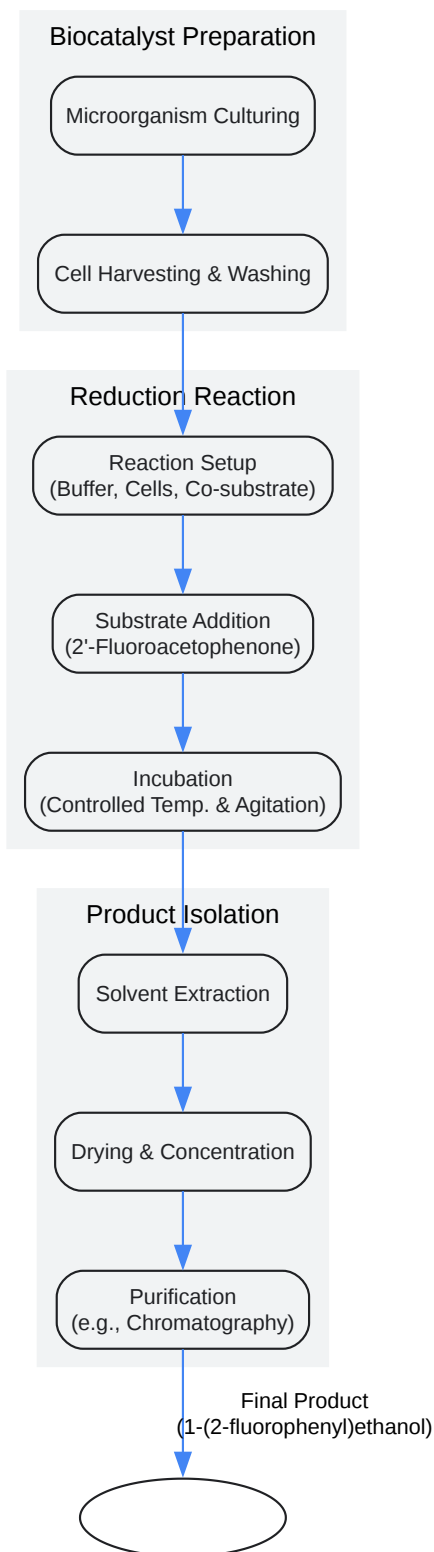 Biocatalyst Preparation
Microorganism Culturing
Cell Harvesting & Washing
Reduction Reaction
Reaction Setup
(Buffer, Cells, Co-substrate)
Substrate Addition
(2'-Fluoroacetophenone)
Incubation
(Controlled Temp. & Agitation)
Product Isolation
Solvent Extraction
Drying & Concentration
Purification
(e.g., Chromatography)
Final Product
(1-(2-fluorophenyl)ethanol)